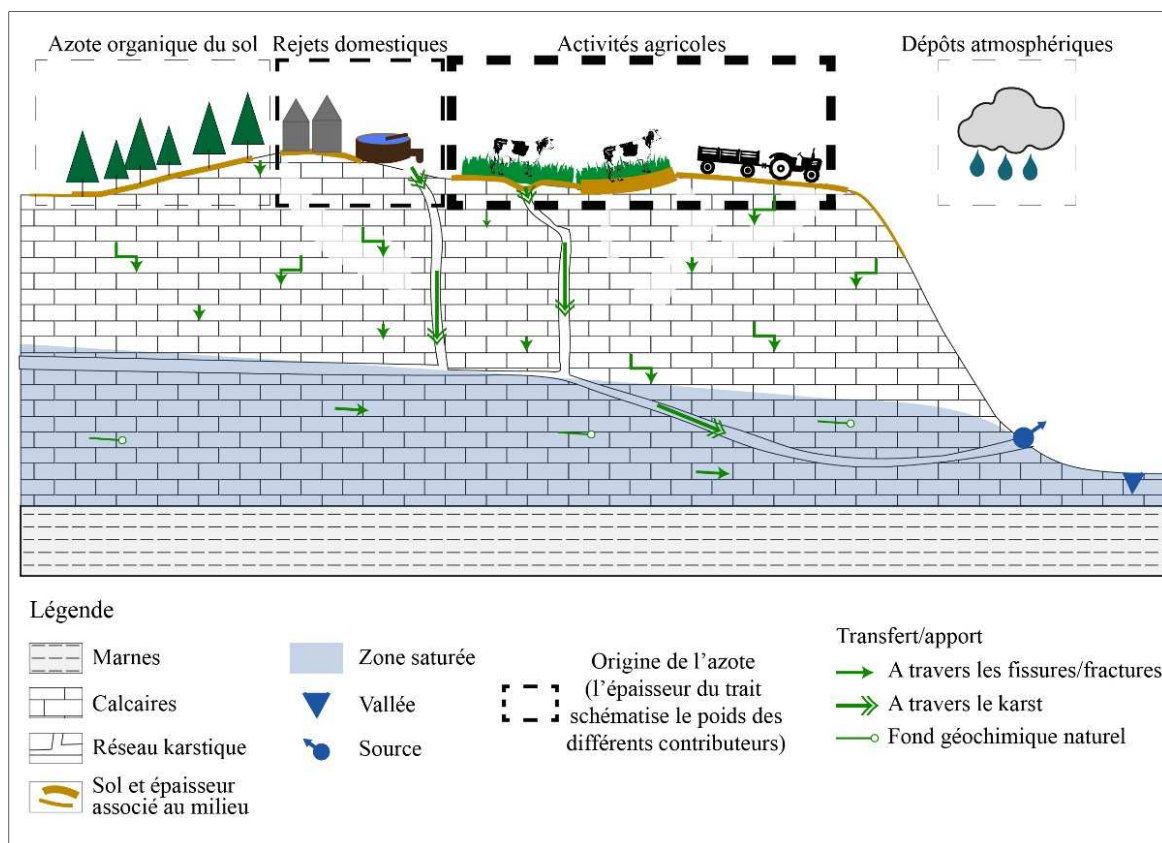 Azote organique du sol
Rejets domestiques
Activités agricoles
Dépôts atmosphériques
Légende
Marnes
Calcaires
Réseau karstique
Sol et épaisseur
associé au milieu
Zone saturée
Vallée
Source
Origine de l'azote
(l'épaisseur du trait
schématise le poids des
différents contributeurs)
Transfert/apport
A travers les fissures/fractures
A travers le karst
Fond géochimique naturel